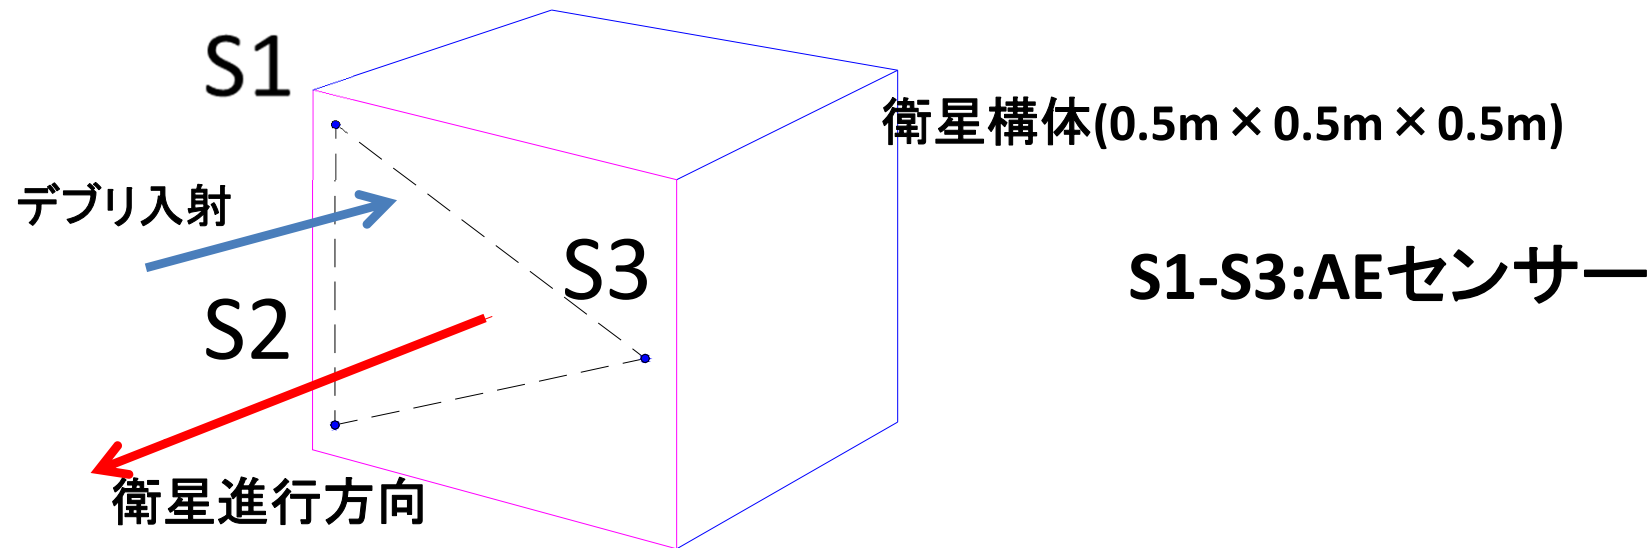 S1
衛星構体(0.5m×0.5m×0.5m)
デブリ入射
S3
S1-S3:AEセンサー
S2
衛星進行方向